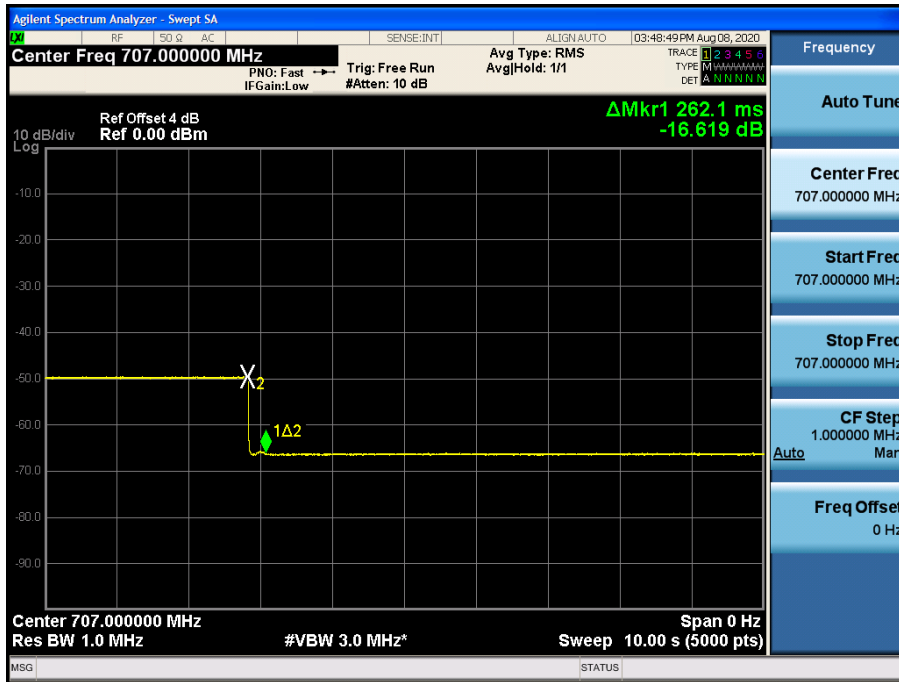 Agilent Spectrum Analyzer - Swept SA
LXI RF 50 Ω AC SENSE:INT ALIGN AUTO 03:48:49 PM Aug 08, 2020
Center Freq 707.000000 MHz
PNO: Fast
IFGain:Low
Trig: Free Run
#Atten: 10 dB
Avg Type: RMS
Avg|Hold: 1/1
TRACE 1 2 3 4 5 6
TYPE M WWWWW
DET A N N N N N
ΔMkr1 262.1 ms
-16.619 dB
Ref Offset 4 dB
10 dB/div Ref 0.00 dBm
Log
-10.0
-20.0
-30.0
-40.0
-50.0
-60.0
-70.0
-80.0
-90.0
2
1Δ2
Center 707.000000 MHz Span 0 Hz
Res BW 1.0 MHz #VBW 3.0 MHz* Sweep 10.00 s (5000 pts)
MSG STATUS
Frequency
Auto Tune
Center Freq
707.000000 MHz
Start Freq
707.000000 MHz
Stop Freq
707.000000 MHz
CF Step
1.000000 MHz
Auto Man
Freq Offset
0 Hz